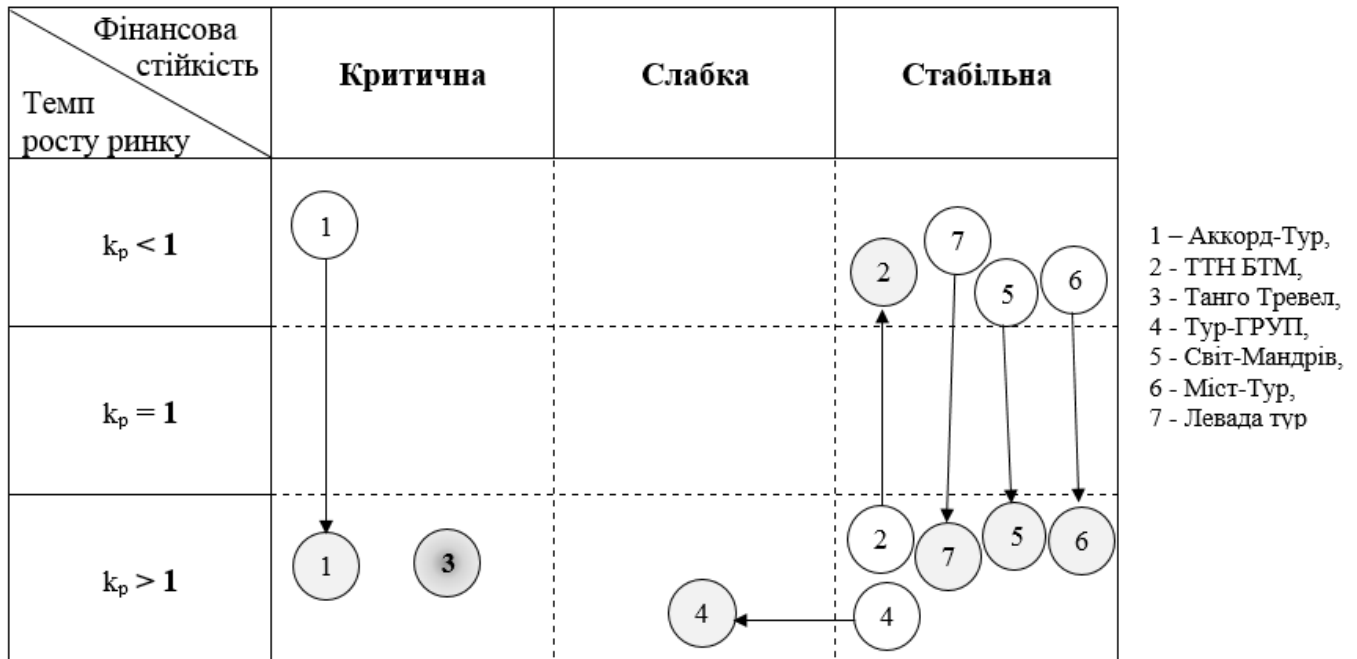 Фінансова
стійкість
Темп
росту ринку
Критична
Слабка
Стабільна
kр < 1
1
7
2
5
6
kр = 1
kр > 1
1
3
2
7
5
6
4
4
1 – Аккорд-Тур,
2 - ТТН БТМ,
3 - Танго Тревел,
4 - Тур-ГРУП,
5 - Світ-Мандрів,
6 - Міст-Тур,
7 - Левада тур